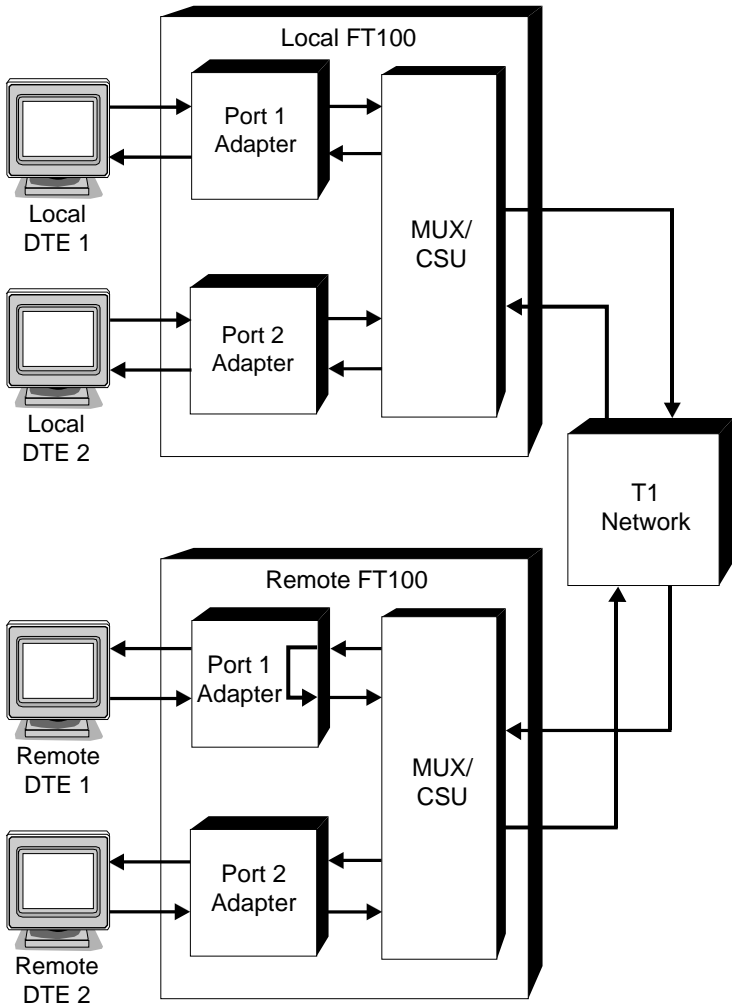 Local FT100
Port 1
Adapter
Local
DTE 1
MUX/
CSU
Port 2
Adapter
Local
DTE 2
T1
Network
Remote FT100
Port 1
Adapter
Remote
DTE 1
MUX/
CSU
Port 2
Adapter
Remote
DTE 2